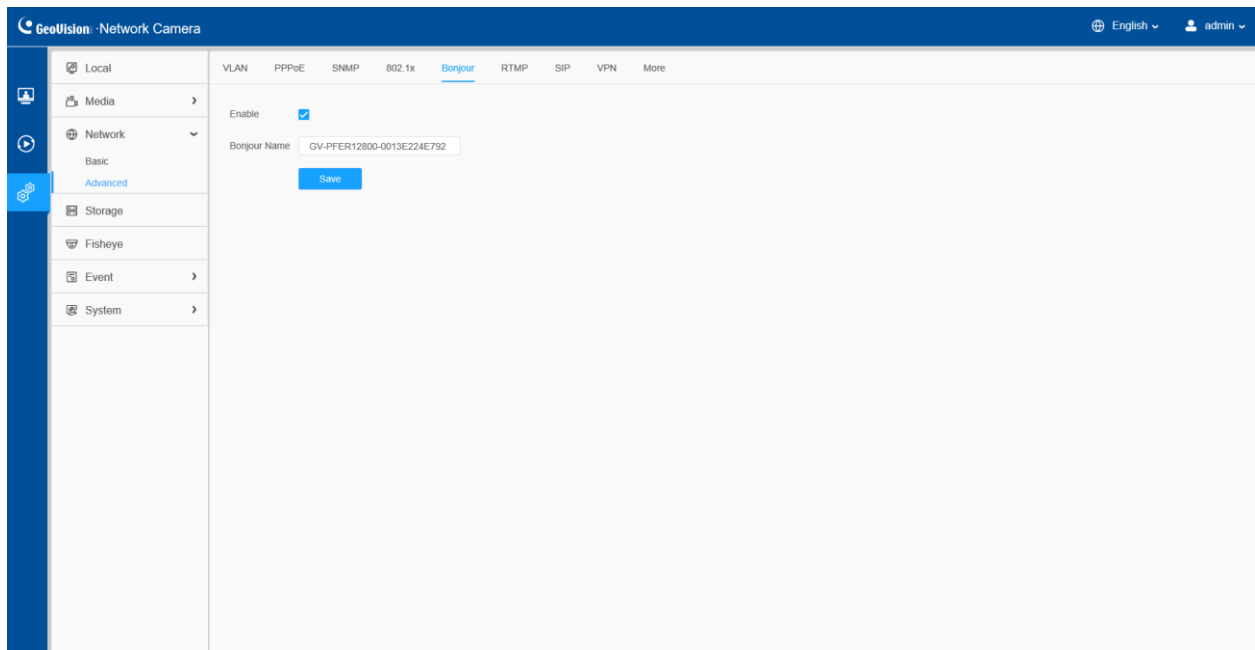 GeoVision Network Camera
English
admin
Local
Media
Network
Basic
Advanced
Storage
Fisheye
Event
System
VLAN PPPoE SNMP 802.1x Bonjour RTMP SIP VPN More
Enable
Bonjour Name GV-PFER12800-0013E224E792
Save